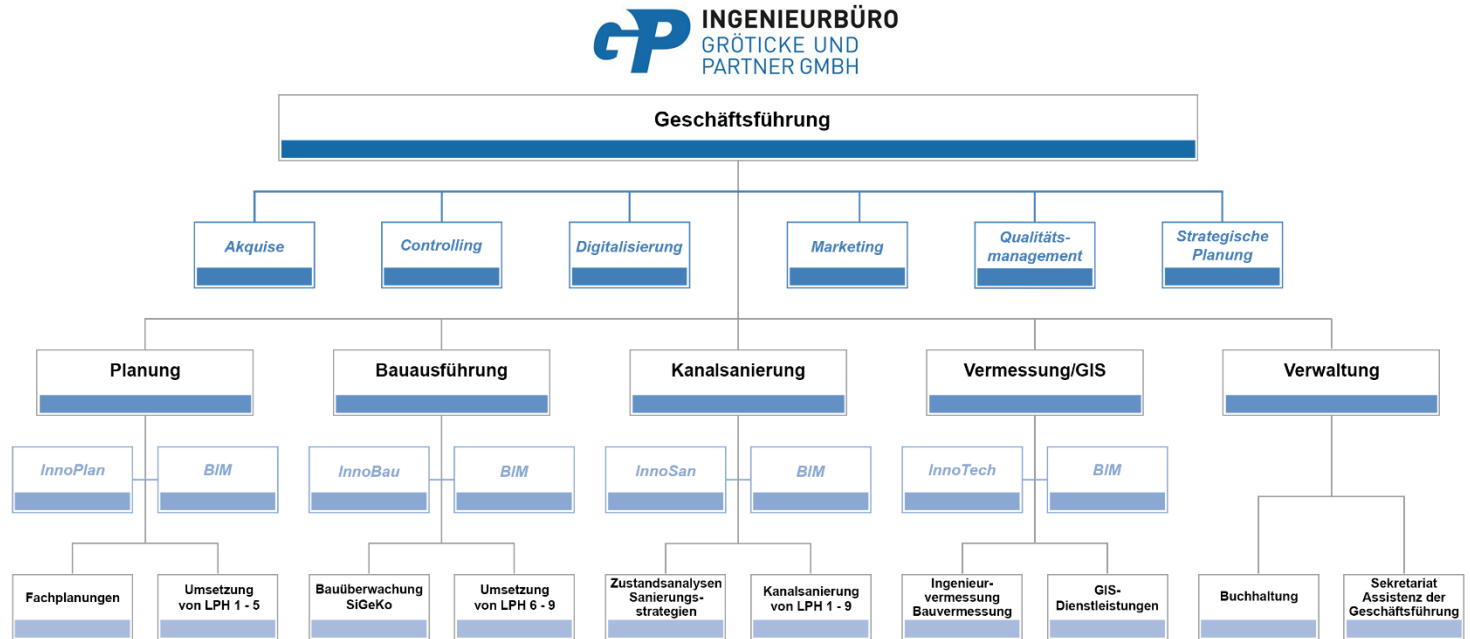 GP
INGENIEURBÜRO
GRÖTICKE UND
PARTNER GMBH
Geschäftsführung
Akquise
Controlling
Digitalisierung
Marketing
Qualitäts-
management
Strategische
Planung
Planung
Bauausführung
Kanalsanierung
Vermessung/GIS
Verwaltung
InnoPlan
BIM
InnoBau
BIM
InnoSan
BIM
InnoTech
BIM
Fachplanungen
Umsetzung
von LPH 1 - 5
Bauüberwachung
SiGeKo
Umsetzung
von LPH 6 - 9
Zustandsanalysen
Sanierungs-
strategien
Kanalsanierung
von LPH 1 - 9
Ingenieur-
vermessung
Bauvermessung
GIS-
Dienstleistungen
Buchhaltung
Sekretariat
Assistenz der
Geschäftsführung